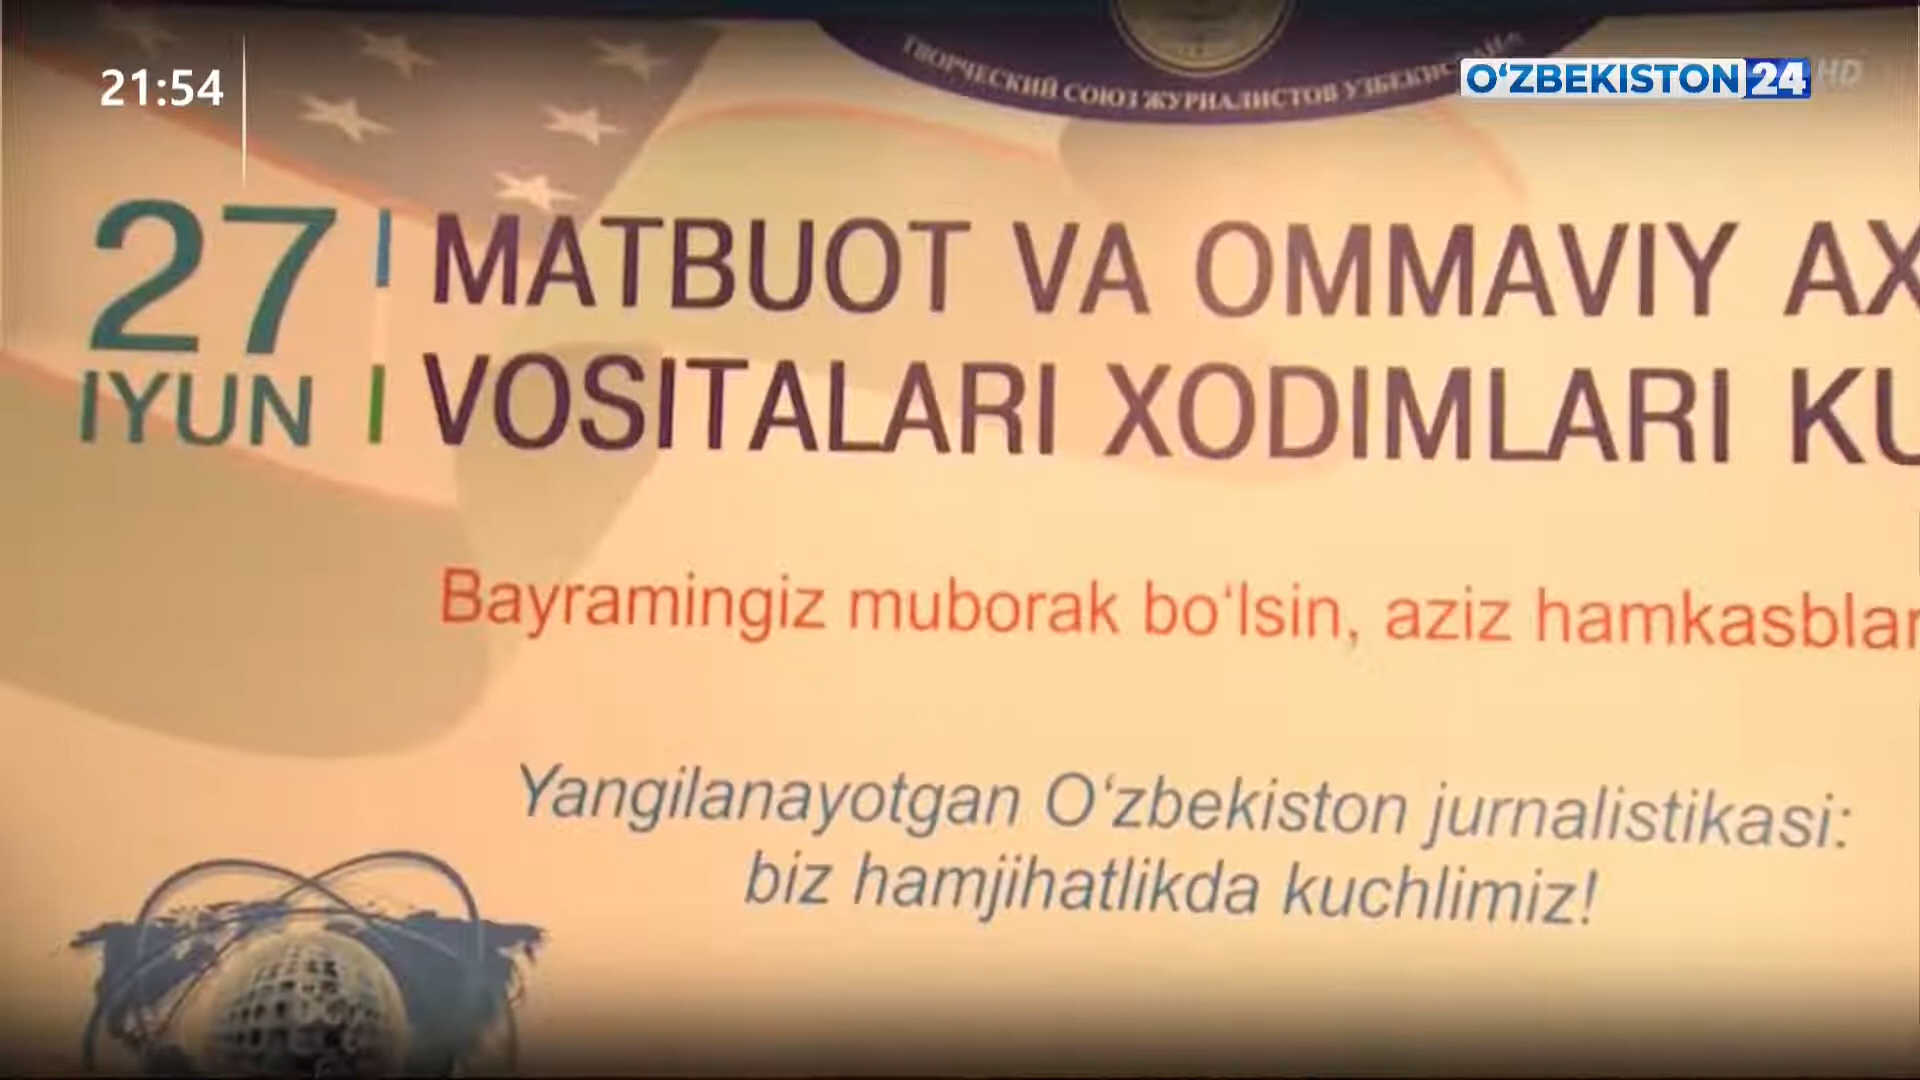 21:54
ТВОРЧЕСКИЙ СОЮЗ ЖУРНАЛИСТОВ
O‘ZBEKISTON 24 HD
27 IYUN
MATBUOT VA OMMAVIY AX
VOSITALARI XODIMLARI KU
Bayramingiz muborak bo‘lsin, aziz hamkasblar
Yangilanayotgan O‘zbekiston jurnalistikasi:
biz hamjihatlikda kuchlimiz!